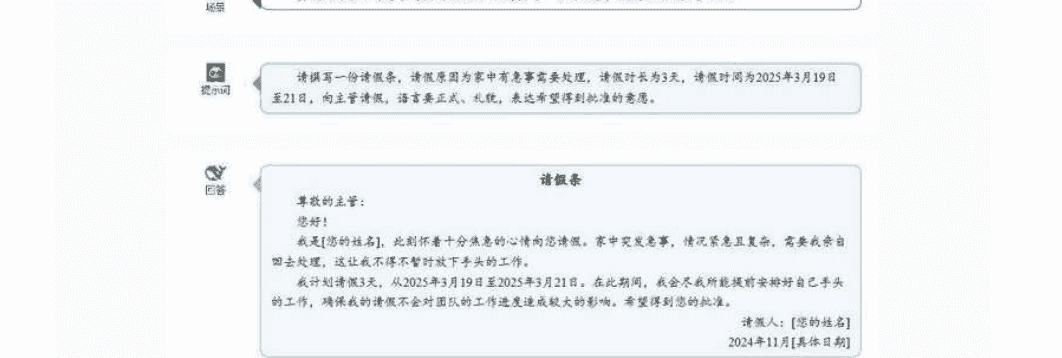 场景
提示词
请撰写一份请假条，请假原因为家中有急事需要处理，请假时长为3天，请假时间为2025年3月19日
至21日，向主管请假，语言要正式、礼貌，表达希望得到批准的意愿。
回答
请假条
尊敬的主管：
您好！
我是[您的姓名]，此刻怀着十分焦急的心情向您请假。家中突发急事，情况紧急且复杂，需要我亲自
回去处理，这让我不得不暂时放下手头的工作。
我计划请假3天，从2025年3月19日至2025年3月21日。在此期间，我会尽我所能提前安排好自己手头
的工作，确保我的请假不会对团队的工作进度造成较大的影响。希望得到您的批准。
请假人：[您的姓名]
2024年11月[具体日期]